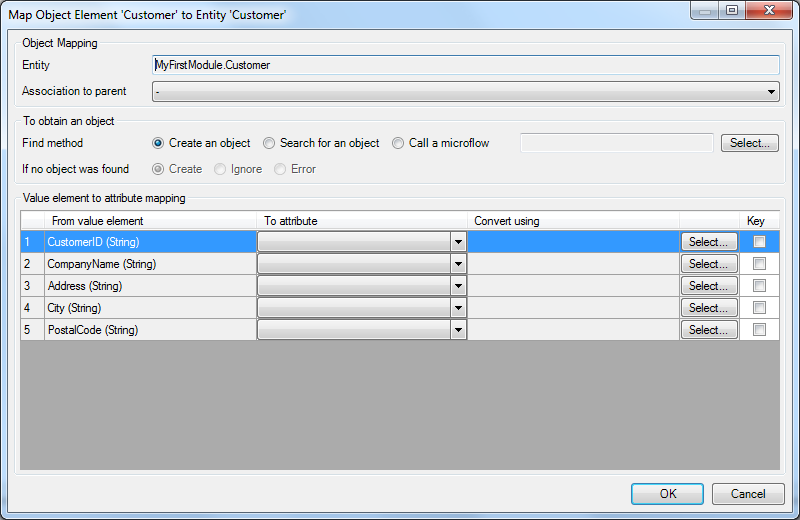 Map Object Element 'Customer' to Entity 'Customer'
Object Mapping
Entity MyFirstModule.Customer
Association to parent -
To obtain an object
Find method Create an object Search for an object Call a microflow Select...
If no object was found Create Ignore Error
Value element to attribute mapping
From value element To attribute Convert using Key
1 CustomerID (String) Select...
2 CompanyName (String) Select...
3 Address (String) Select...
4 City (String) Select...
5 PostalCode (String) Select...
OK Cancel